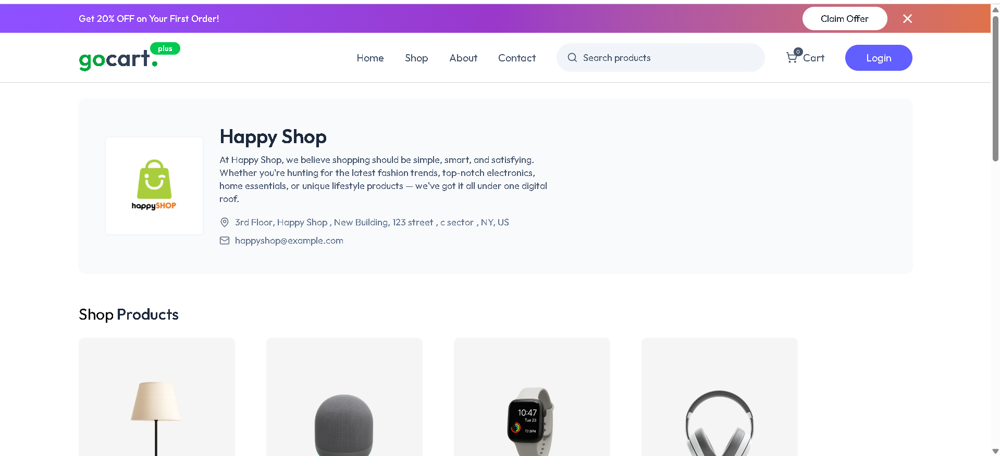 Get 20% OFF on Your First Order!
Claim Offer
gocart.
plus
Home
Shop
About
Contact
Search products
0
Cart
Login
Happy Shop
At Happy Shop, we believe shopping should be simple, smart, and satisfying.
Whether you're hunting for the latest fashion trends, top-notch electronics,
home essentials, or unique lifestyle products — we've got it all under one digital
roof.
happySHOP
3rd Floor, Happy Shop , New Building, 123 street , c sector , NY, US
happyshop@example.com
Shop Products
10:47
Tue 23
72 BPM